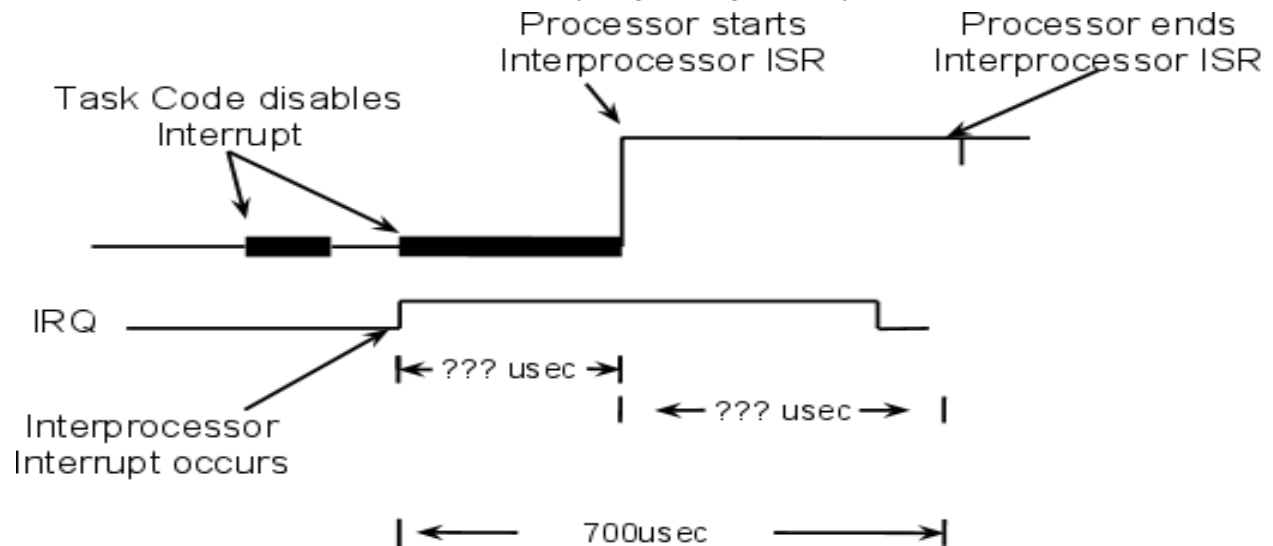 Processor starts
Interprocessor ISR
Processor ends
Interprocessor ISR
Task Code disables
Interrupt
IRQ
??? usec
??? usec
Interprocessor
Interrupt occurs
700usec